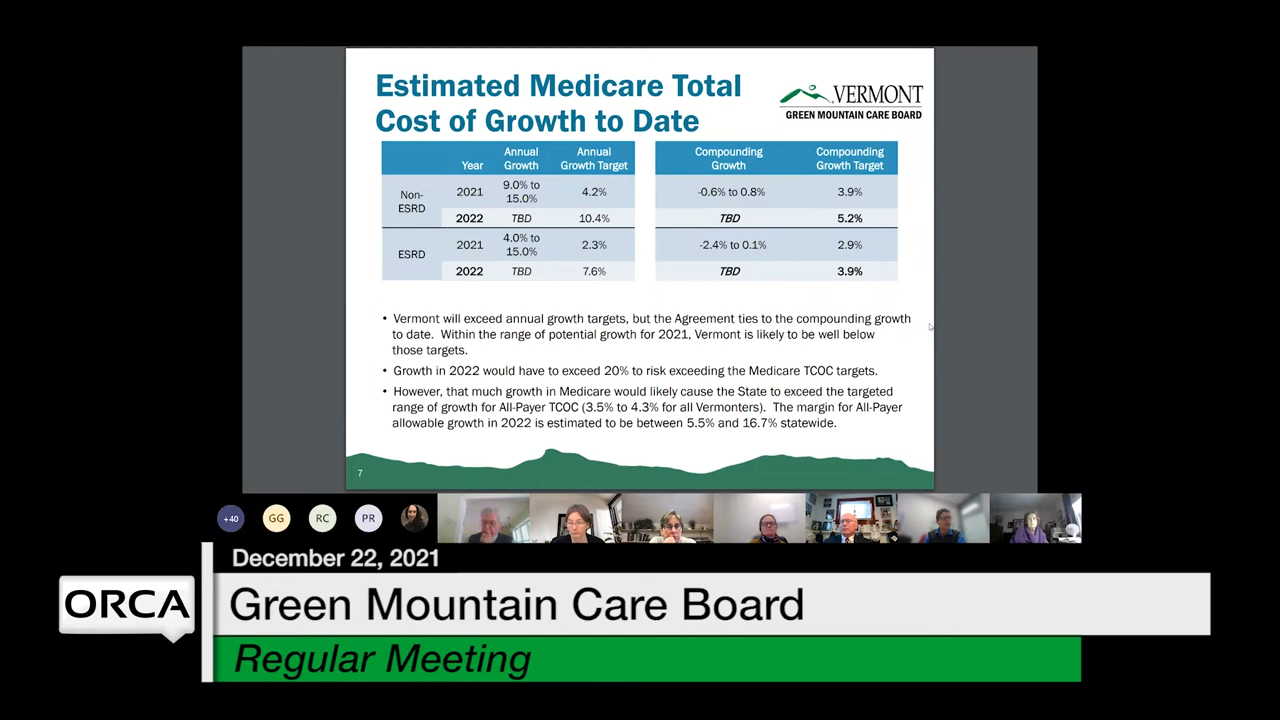 Estimated Medicare Total
Cost of Growth to Date
VERMONT
GREEN MOUNTAIN CARE BOARD
Year Annual Growth Annual Growth Target Compounding Growth Compounding Growth Target
Non-ESRD 2021 9.0% to 15.0% 4.2% -0.6% to 0.8% 3.9%
2022 TBD 10.4% TBD 5.2%
ESRD 2021 4.0% to 15.0% 2.3% -2.4% to 0.1% 2.9%
2022 TBD 7.6% TBD 3.9%
• Vermont will exceed annual growth targets, but the Agreement ties to the compounding growth
to date. Within the range of potential growth for 2021, Vermont is likely to be well below
those targets.
• Growth in 2022 would have to exceed 20% to risk exceeding the Medicare TCOC targets.
• However, that much growth in Medicare would likely cause the State to exceed the targeted
range of growth for All-Payer TCOC (3.5% to 4.3% for all Vermonters). The margin for All-Payer
allowable growth in 2022 is estimated to be between 5.5% and 16.7% statewide.
7
+40 GG RC PR
December 22, 2021
ORCA
Green Mountain Care Board
Regular Meeting